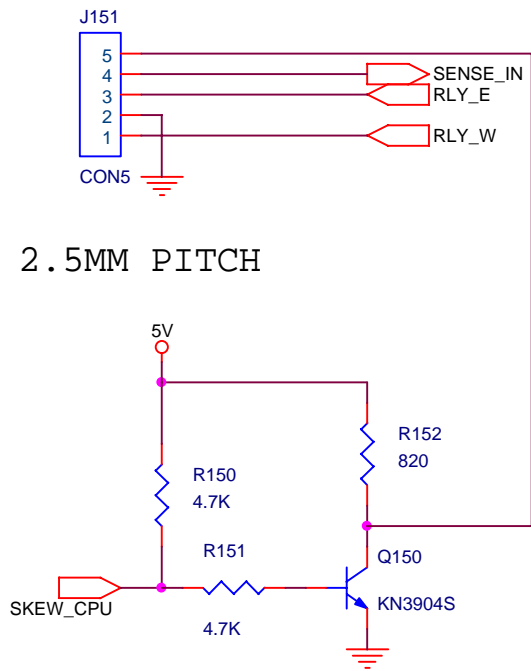 J151
5
4
3
2
1
SENSE_IN
RLY_E
RLY_W
CON5
2.5MM PITCH
5V
R152
820
R150
4.7K
R151
4.7K
Q150
KN3904S
SKEW_CPU